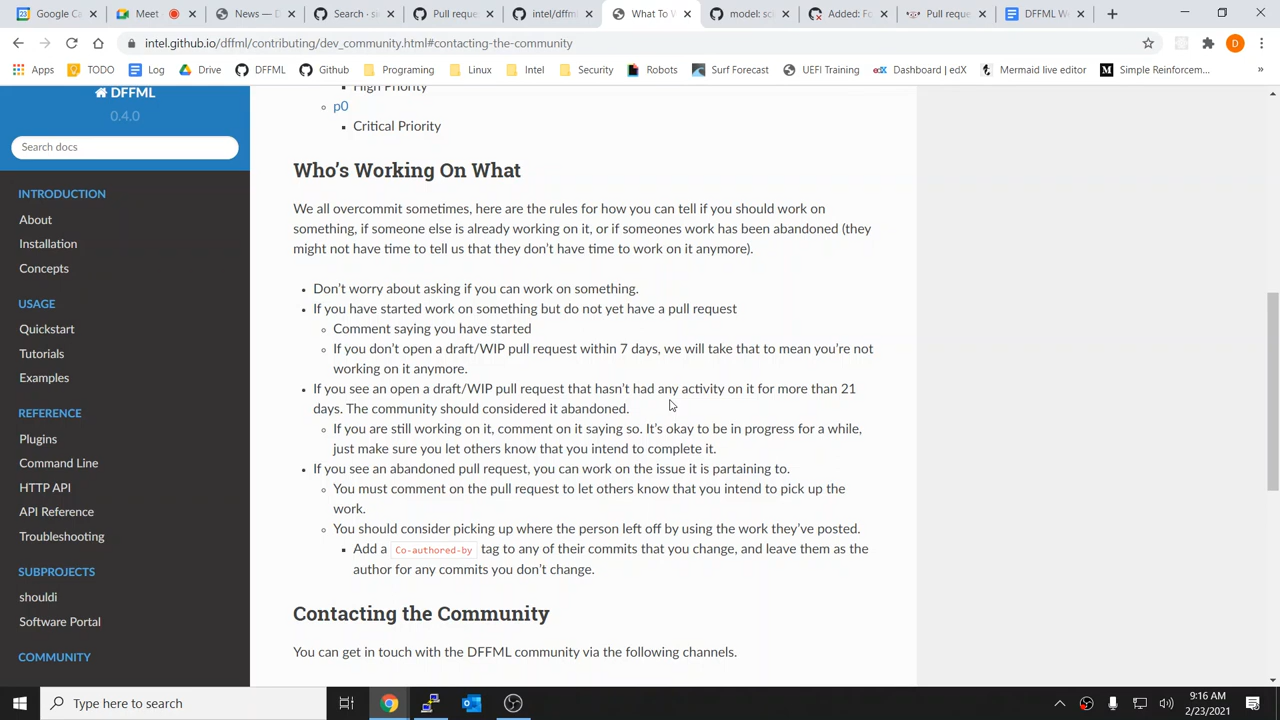 Google Ca
Meet
News — D
Search · si
Pull reque
intel/dffm
What To W
model: sc
Added: Fo
Pull reque
DFFML We
intel.github.io/dffml/contributing/dev_community.html#contacting-the-community
D
Apps
TODO
Log
Drive
DFFML
Github
Programing
Linux
Intel
Security
Robots
Surf Forecast
UEFI Training
Dashboard | edX
Mermaid live editor
Simple Reinforcem...
DFFML
0.4.0
Search docs
INTRODUCTION
About
Installation
Concepts
USAGE
Quickstart
Tutorials
Examples
REFERENCE
Plugins
Command Line
HTTP API
API Reference
Troubleshooting
SUBPROJECTS
shouldi
Software Portal
COMMUNITY
High Priority
p0
Critical Priority
Who's Working On What
We all overcommit sometimes, here are the rules for how you can tell if you should work on
something, if someone else is already working on it, or if someones work has been abandoned (they
might not have time to tell us that they don't have time to work on it anymore).
Don't worry about asking if you can work on something.
If you have started work on something but do not yet have a pull request
Comment saying you have started
If you don't open a draft/WIP pull request within 7 days, we will take that to mean you're not
working on it anymore.
If you see an open a draft/WIP pull request that hasn't had any activity on it for more than 21
days. The community should considered it abandoned.
If you are still working on it, comment on it saying so. It's okay to be in progress for a while,
just make sure you let others know that you intend to complete it.
If you see an abandoned pull request, you can work on the issue it is partaining to.
You must comment on the pull request to let others know that you intend to pick up the
work.
You should consider picking up where the person left off by using the work they've posted.
Add a Co-authored-by tag to any of their commits that you change, and leave them as the
author for any commits you don't change.
Contacting the Community
You can get in touch with the DFFML community via the following channels.
Type here to search
9:16 AM
2/23/2021